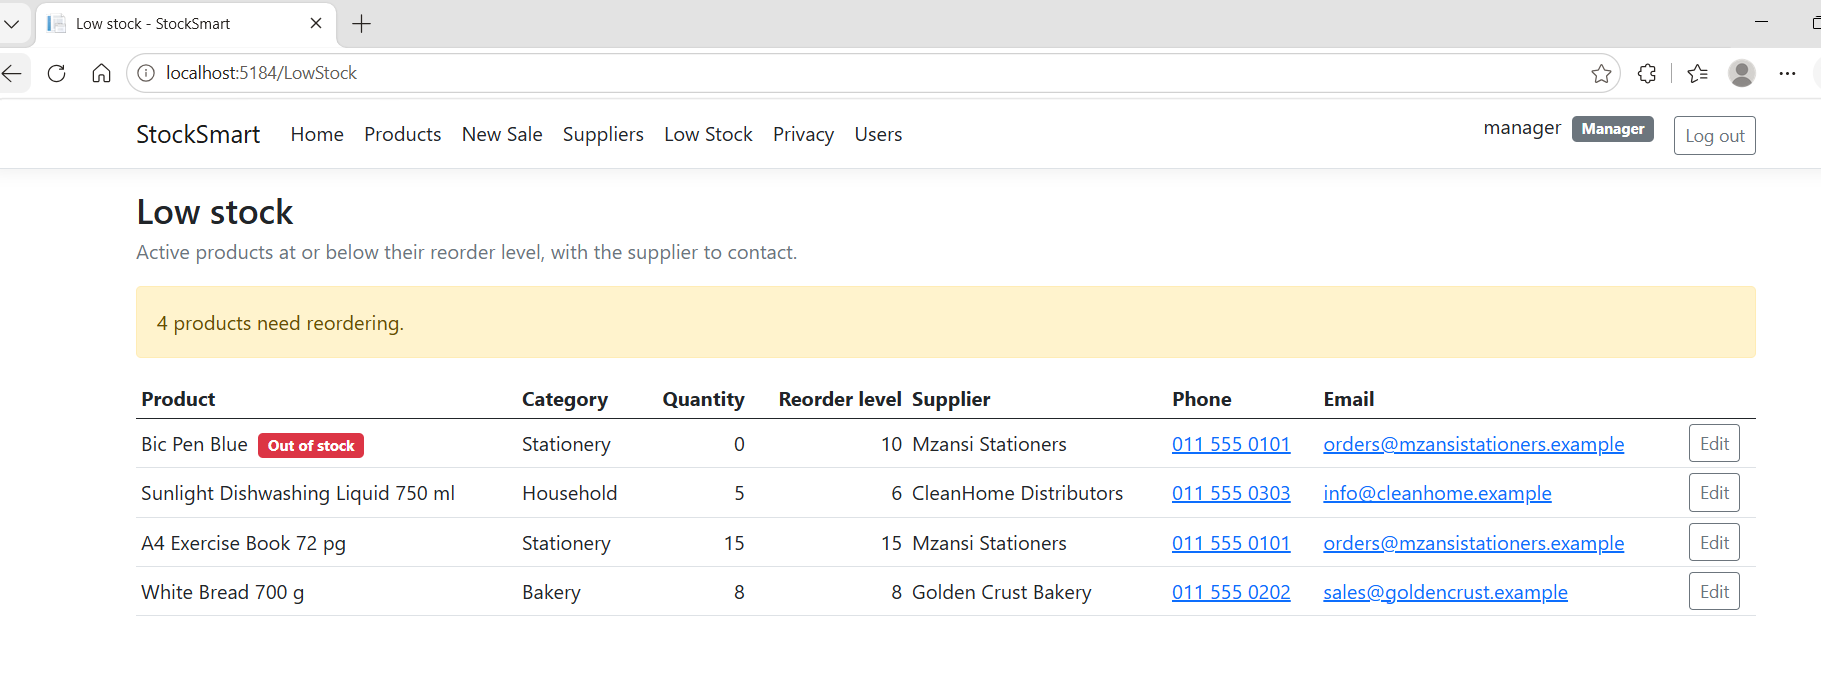 Low stock - StockSmart
localhost:5184/LowStock
StockSmart Home Products New Sale Suppliers Low Stock Privacy Users manager Manager Log out
Low stock
Active products at or below their reorder level, with the supplier to contact.
4 products need reordering.
Product Category Quantity Reorder level Supplier Phone Email
Bic Pen Blue Out of stock Stationery 0 10 Mzansi Stationers 011 555 0101 orders@mzansistationers.example Edit
Sunlight Dishwashing Liquid 750 ml Household 5 6 CleanHome Distributors 011 555 0303 info@cleanhome.example Edit
A4 Exercise Book 72 pg Stationery 15 15 Mzansi Stationers 011 555 0101 orders@mzansistationers.example Edit
White Bread 700 g Bakery 8 8 Golden Crust Bakery 011 555 0202 sales@goldencrust.example Edit